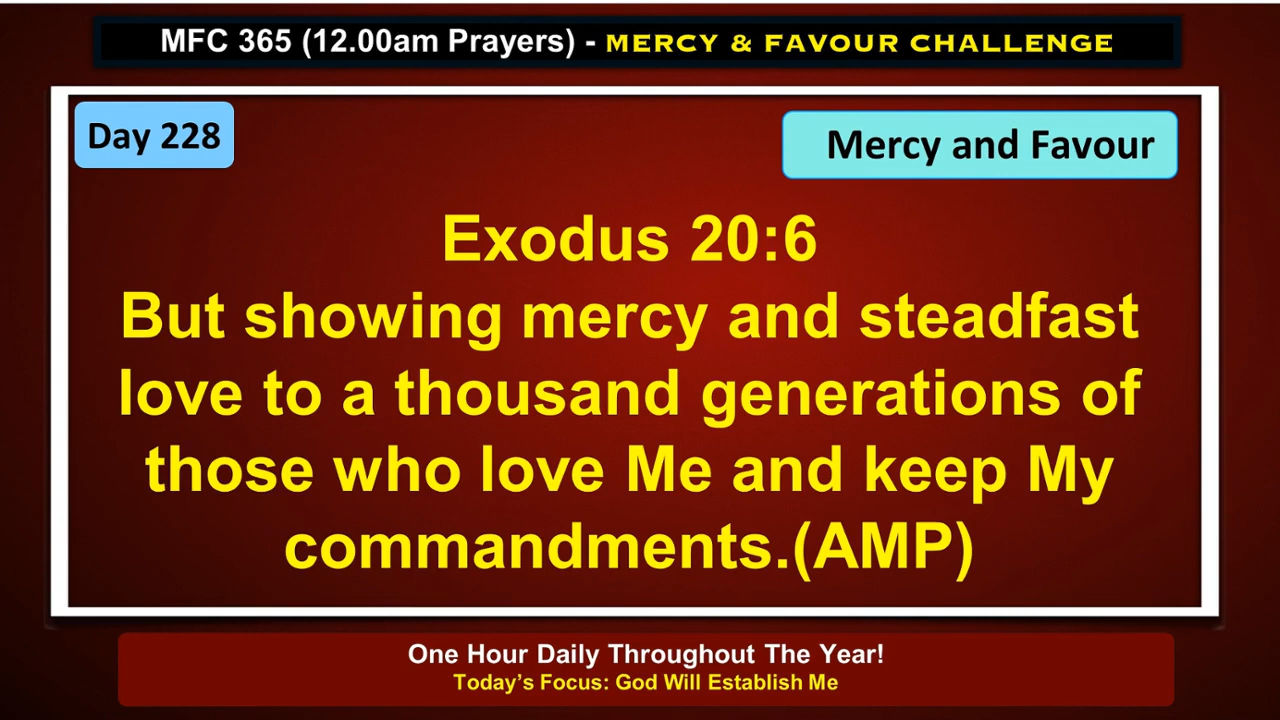 MFC 365 (12.00am Prayers) - MERCY & FAVOUR CHALLENGE
Day 228
Mercy and Favour
Exodus 20:6
But showing mercy and steadfast
love to a thousand generations of
those who love Me and keep My
commandments.(AMP)
One Hour Daily Throughout The Year!
Today's Focus: God Will Establish Me